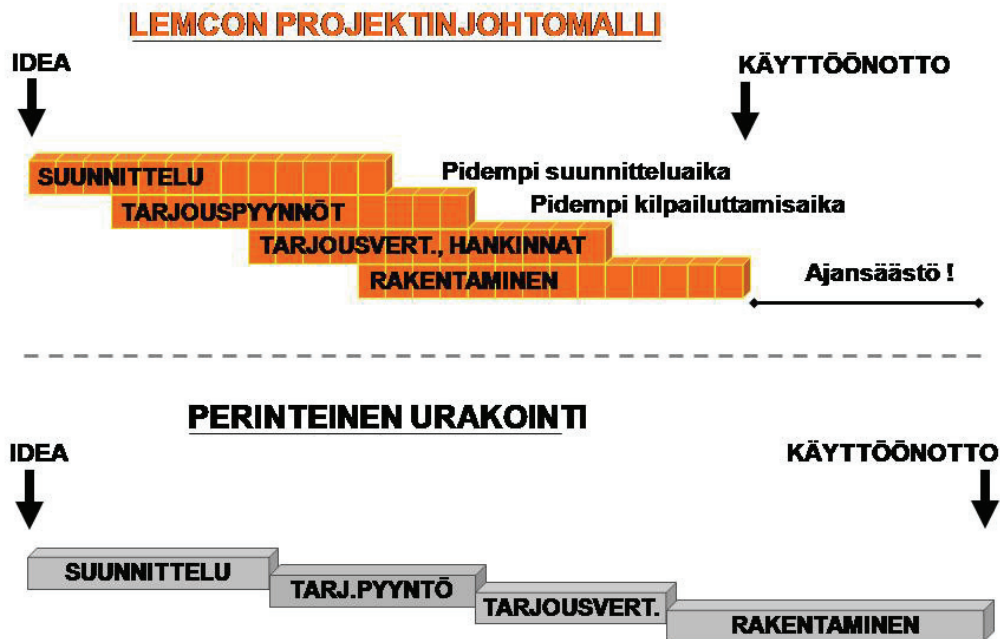 LEMCON PROJEKTINJOHTOMALLI
IDEA
KÄYTTÖÖNOTTO
SUUNNITTELU
Pidempi suunnitteluaika
TARJOUSPYYNNÖT
Pidempi kilpailuttamisaika
TARJOUSVERT., HANKINNAT
RAKENTAMINEN
Ajansäästö !
PERINTEINEN URAKOINTI
IDEA
KÄYTTÖÖNOTTO
SUUNNITTELU
TARJ.PYYNTÖ
TARJOUSVERT.
RAKENTAMINEN